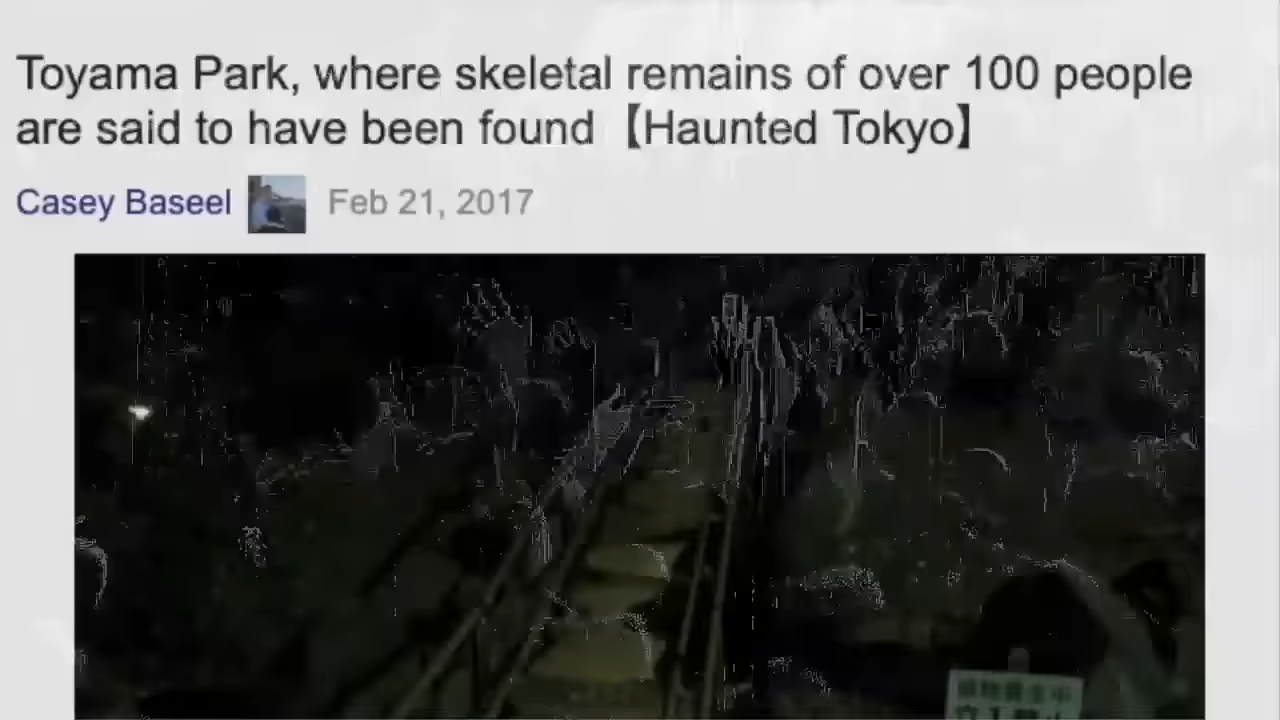 Toyama Park, where skeletal remains of over 100 people
are said to have been found【Haunted Tokyo】
Casey Baseel Feb 21, 2017